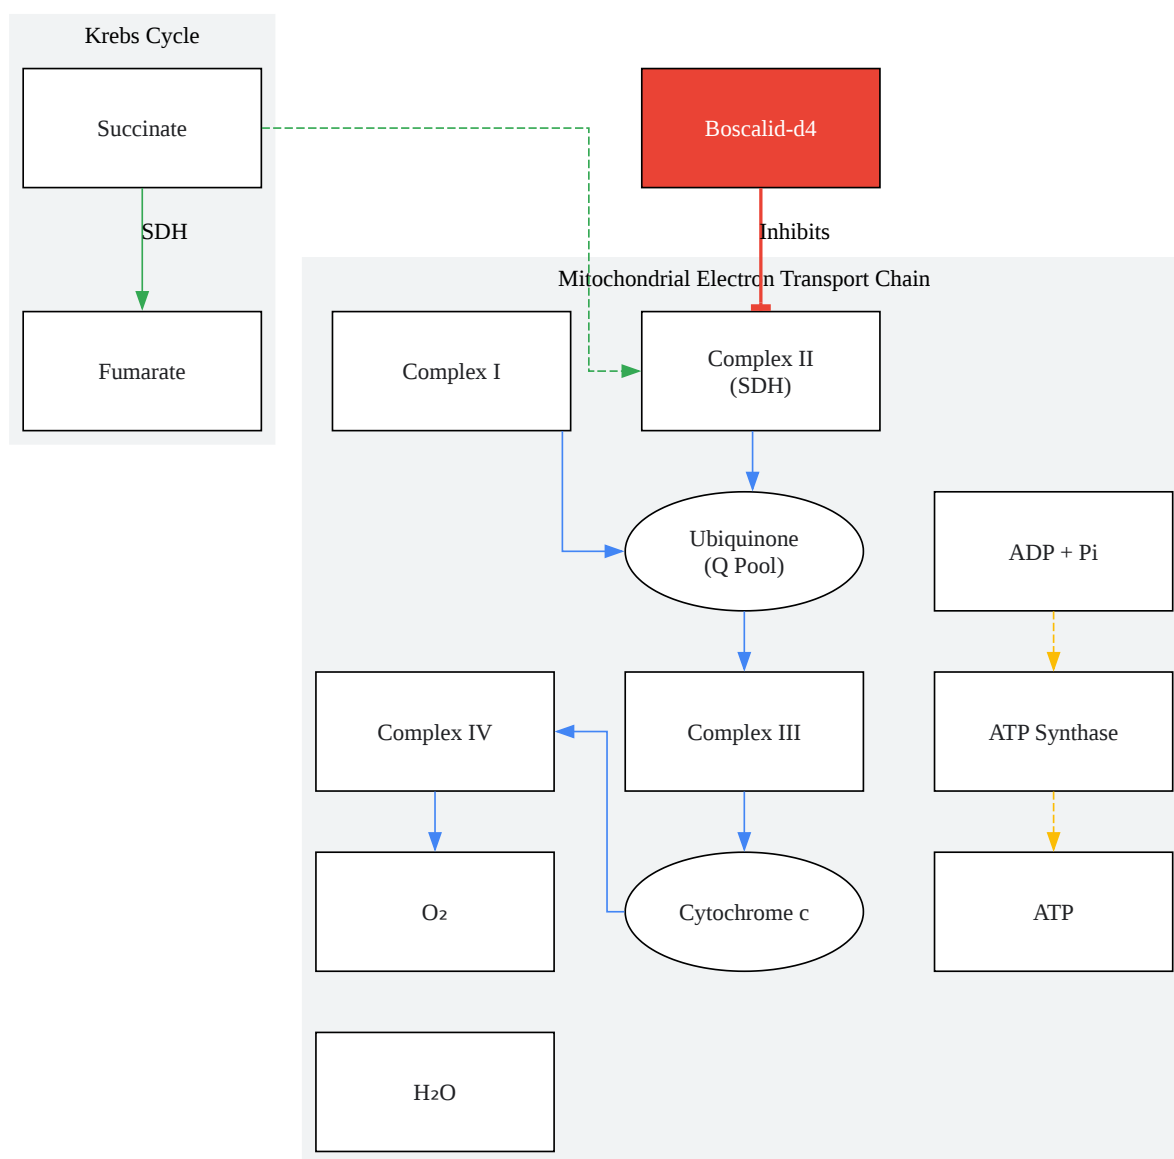 Krebs Cycle
Succinate
Boscalid-d4
SDH
Inhibits
Mitochondrial Electron Transport Chain
Fumarate
Complex I
Complex II
(SDH)
Ubiquinone
(Q Pool)
ADP + Pi
Complex IV
Complex III
ATP Synthase
O₂
Cytochrome c
ATP
H₂O